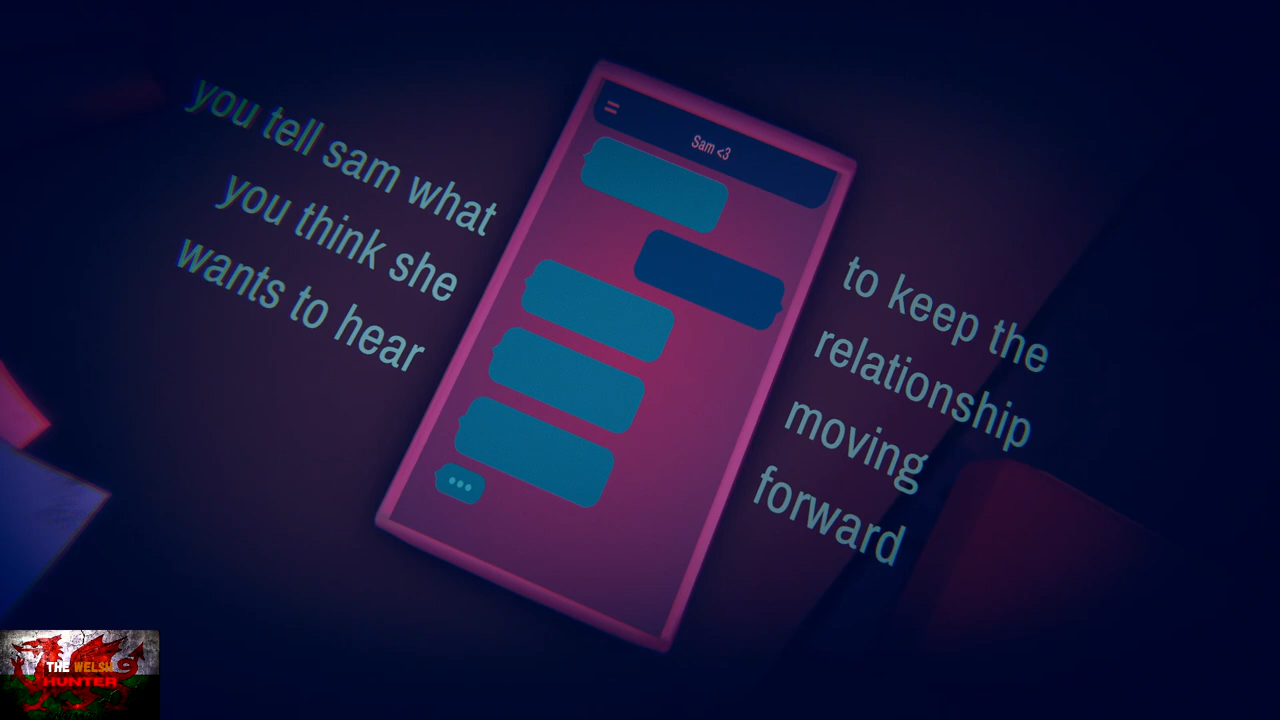 you tell sam what
you think she
wants to hear
Sam <3
to keep the
relationship
moving
forward
THE WELSH
HUNTER